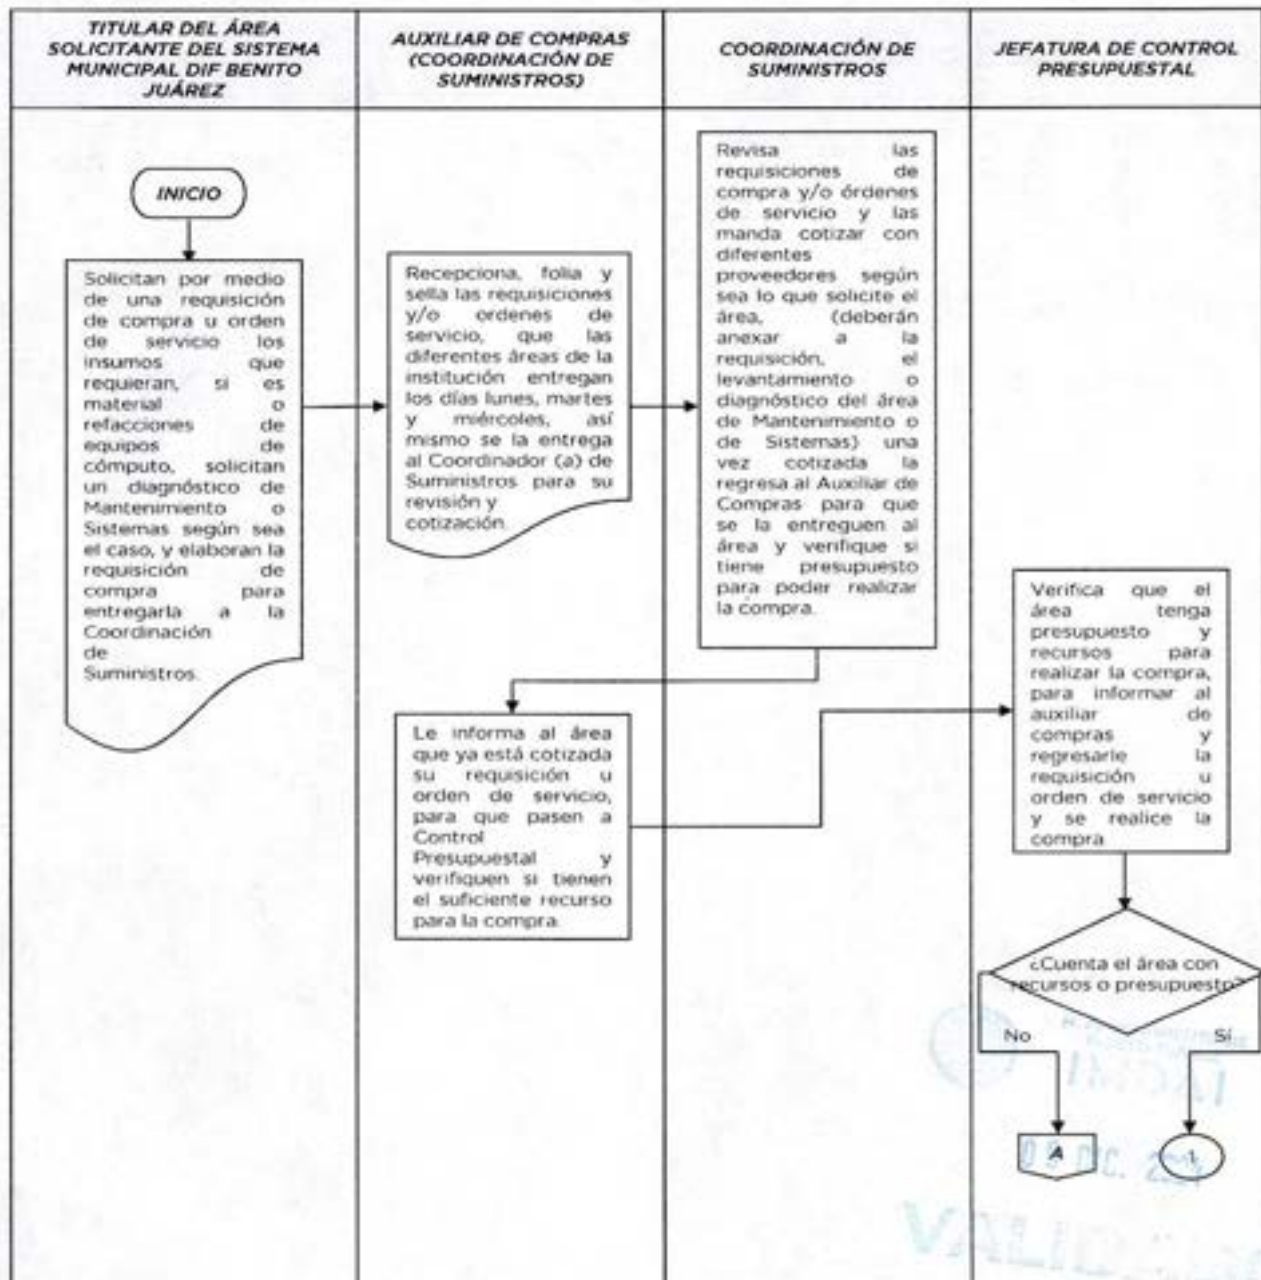 TITULAR DEL ÁREA
SOLICITANTE DEL SISTEMA
MUNICIPAL DIF BENITO
JUÁREZ
AUXILIAR DE COMPRAS
(COORDINACIÓN DE
SUMINISTROS)
COORDINACIÓN DE
SUMINISTROS
JEFATURA DE CONTROL
PRESUPUESTAL
INICIO
Solicitan por medio
de una requisición
de compra u orden
de servicio los
insumos que
requieran, si es
material o
refacciones de
equipos de
cómputo, solicitan
un diagnóstico de
Mantenimiento o
Sistemas según sea
el caso, y elaboran la
requisición de
compra para
entregarla a la
Coordinación
de
Suministros.
Recepciona, folia y
sella las requisiciones
y/o ordenes de
servicio, que las
diferentes áreas de la
institución entregan
los días lunes, martes
y miércoles, así
mismo se la entrega
al Coordinador (a) de
Suministros para su
revisión y
cotización.
Revisa las
requisiciones de
compra y/o órdenes
de servicio y las
manda cotizar con
diferentes
proveedores según
sea lo que solicite el
área, (deberán
anexar a la
requisición, el
levantamiento o
diagnóstico del área
de Mantenimiento o
de Sistemas) una
vez cotizada la
regresa al Auxiliar de
Compras para que
se la entreguen al
área y verifique si
tiene presupuesto
para poder realizar
la compra.
Le informa al área
que ya está cotizada
su requisición u
orden de servicio,
para que pasen a
Control
Presupuestal y
verifiquen si tienen
el suficiente recurso
para la compra.
Verifica que el
área tenga
presupuesto y
recursos para
realizar la compra,
para informar al
auxiliar de
compras y
regresarle la
requisición u
orden de servicio
y se realice la
compra
¿Cuenta el área con
recursos o presupuesto?
No
Sí
A
1